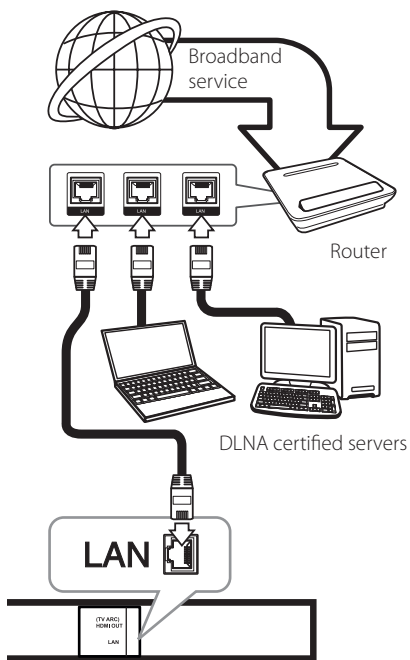 Broadband
service
LAN
LAN
LAN
Router
DLNA certified servers
LAN
(TV ARC)
HDMI OUT
LAN